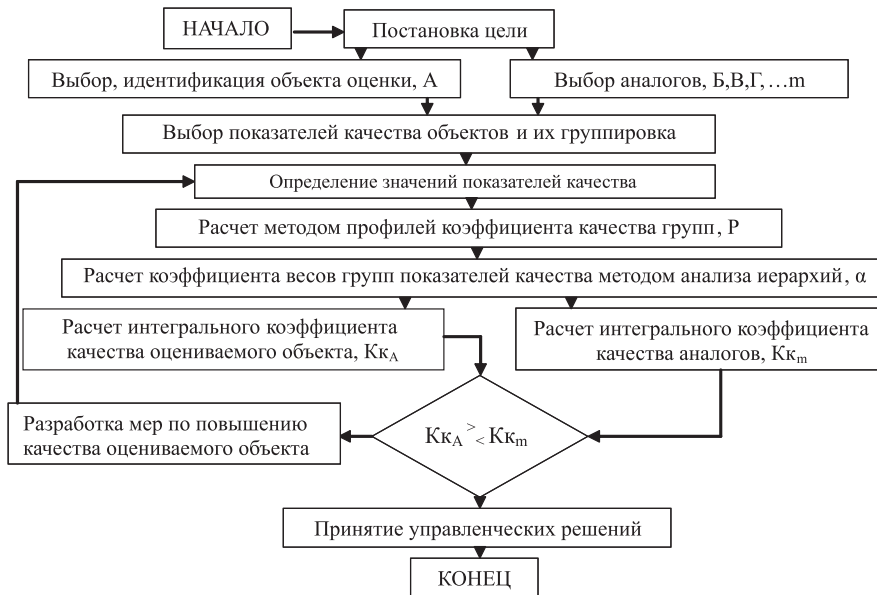 НАЧАЛО
Постановка цели
Выбор, идентификация объекта оценки, А
Выбор аналогов, Б,В,Г,…m
Выбор показателей качества объектов и их группировка
Определение значений показателей качества
Расчет методом профилей коэффициента качества групп, Р
Расчет коэффициента весов групп показателей качества методом анализа иерархий, α
Расчет интегрального коэффициента
качества оцениваемого объекта, КкА
Расчет интегрального коэффициента
качества аналогов, Ккm
Разработка мер по повышению
качества оцениваемого объекта
КкА > < Ккm
Принятие управленческих решений
КОНЕЦ